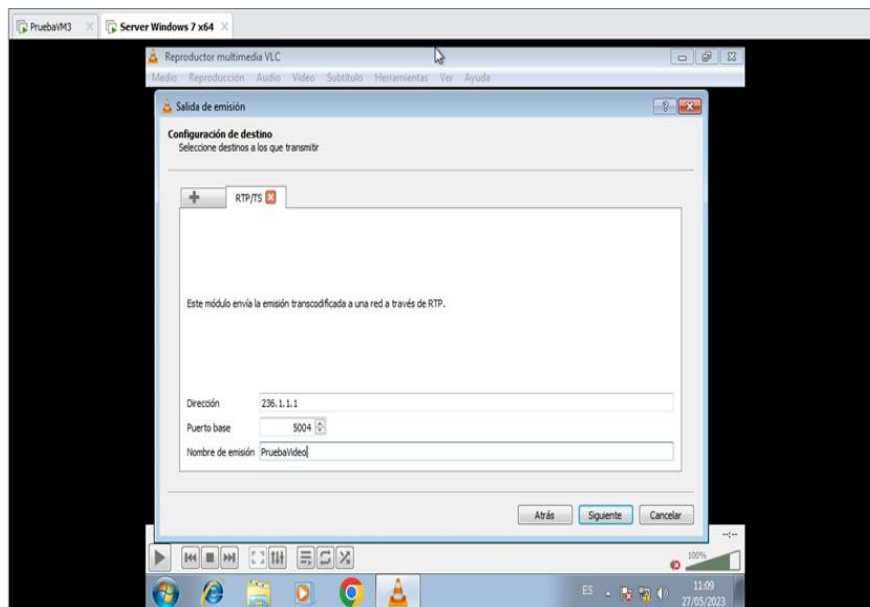 PruebaVM3
Server Windows 7 x64
Reproductor multimedia VLC
Medio Reproducción Audio Vídeo Subtítulo Herramientas Ver Ayuda
Salida de emisión
Configuración de destino
Seleccione destinos a los que transmitir
RTP/TS
Este módulo envía la emisión transcodificada a una red a través de RTP.
Dirección 236.1.1.1
Puerto base 5004
Nombre de emisión PruebaVideo
Atrás Siguiente Cancelar
--:--
100%
ES 11:09
27/05/2023